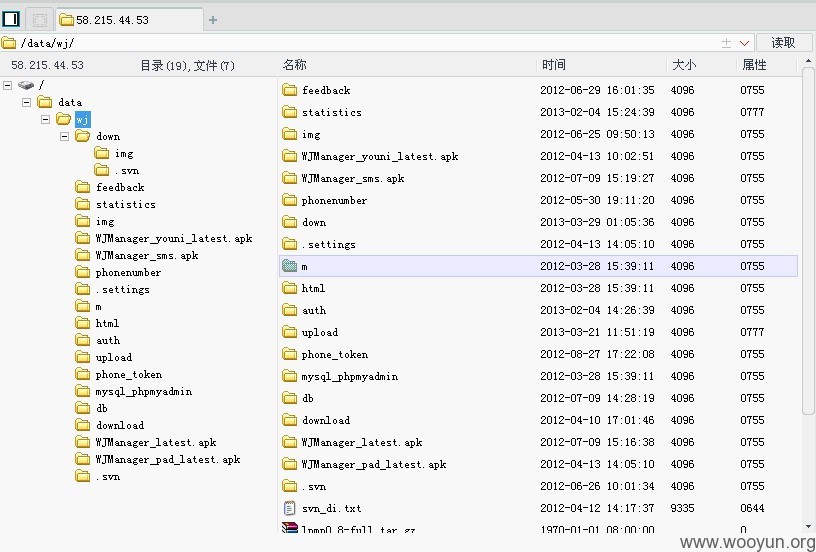 58.215.44.53
/data/wj/
读取
58.215.44.53
目录(19),文件(7)
名称 时间 大小 属性
/
data
wj
down
img
.svn
feedback
statistics
img
WJManager_youni_latest.apk
WJManager_sms.apk
phonenumber
.settings
m
html
auth
upload
phone_token
mysql_phpmyadmin
db
download
WJManager_latest.apk
WJManager_pad_latest.apk
.svn
feedback 2012-06-29 16:01:35 4096 0755
statistics 2013-02-04 15:24:39 4096 0777
img 2012-06-25 09:50:13 4096 0755
WJManager_youni_latest.apk 2012-04-13 10:02:51 4096 0755
WJManager_sms.apk 2012-07-09 15:19:27 4096 0755
phonenumber 2012-05-30 19:11:20 4096 0755
down 2013-03-29 01:05:36 4096 0755
.settings 2012-04-13 14:05:10 4096 0755
m 2012-03-28 15:39:11 4096 0755
html 2012-03-28 15:39:11 4096 0755
auth 2013-02-04 14:26:39 4096 0755
upload 2013-03-21 11:51:19 4096 0777
phone_token 2012-08-27 17:22:08 4096 0755
mysql_phpmyadmin 2012-03-28 15:39:11 4096 0755
db 2012-07-09 14:28:19 4096 0755
download 2012-04-10 17:01:46 4096 0755
WJManager_latest.apk 2012-07-09 15:16:38 4096 0755
WJManager_pad_latest.apk 2012-04-13 14:05:10 4096 0755
.svn 2012-06-26 10:01:34 4096 0755
svn_di.txt 2012-04-12 14:17:37 9335 0644
lnmp0.8-full.tar.gz 1970-01-01 08:00:00 0
www.wooyun.org